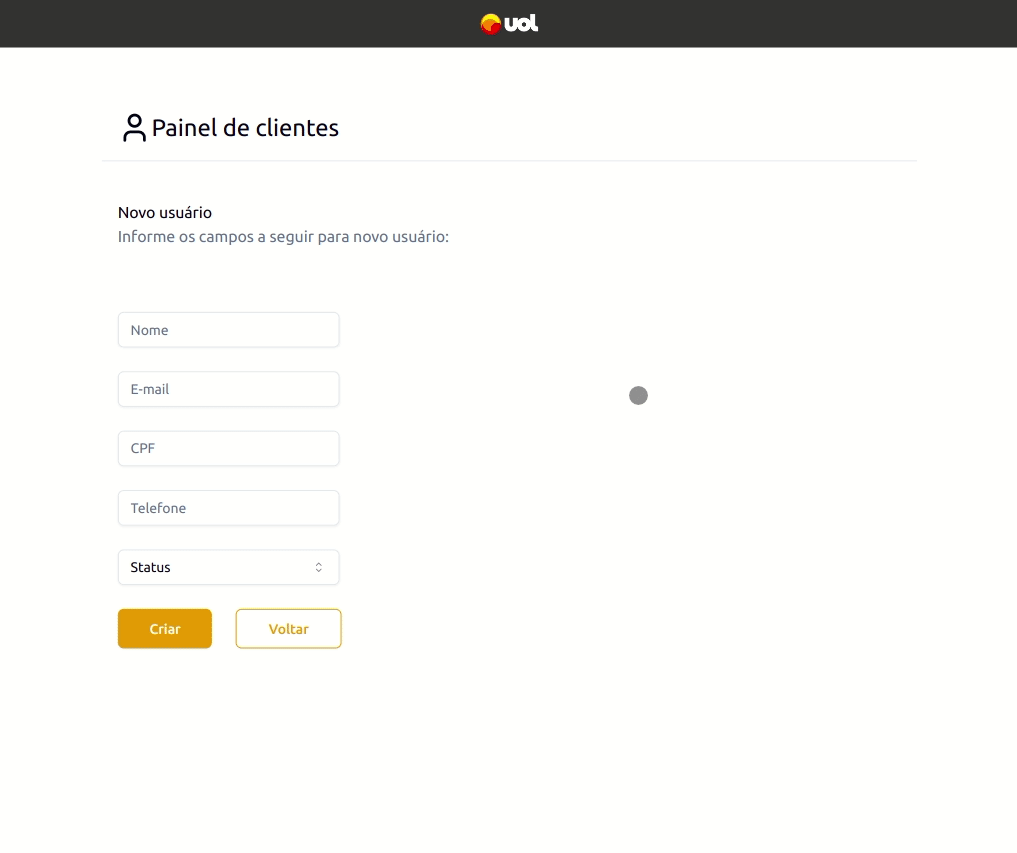 uol
Painel de clientes
Novo usuário
Informe os campos a seguir para novo usuário:
Nome
E-mail
CPF
Telefone
Status
Criar
Voltar